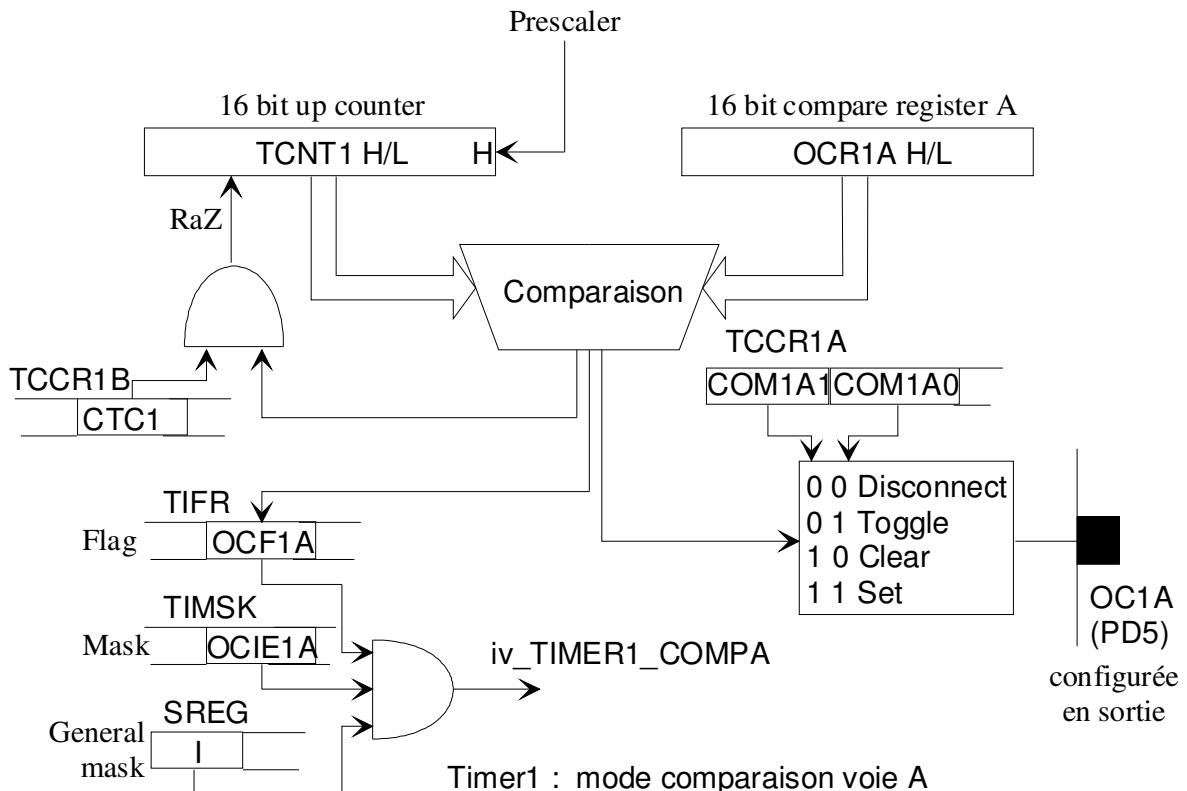 Prescaler
16 bit up counter
16 bit compare register A
TCNT1 H/L
H
OCR1A H/L
RaZ
Comparaison
TCCR1A
TCCR1B
COM1A1
COM1A0
CTC1
0 0 Disconnect
0 1 Toggle
1 0 Clear
1 1 Set
TIFR
Flag
OCF1A
OC1A
(PD5)
configurée
en sortie
TIMSK
Mask
OCIE1A
iv_TIMER1_COMPA
SREG
General
mask
I
Timer1 : mode comparaison voie A